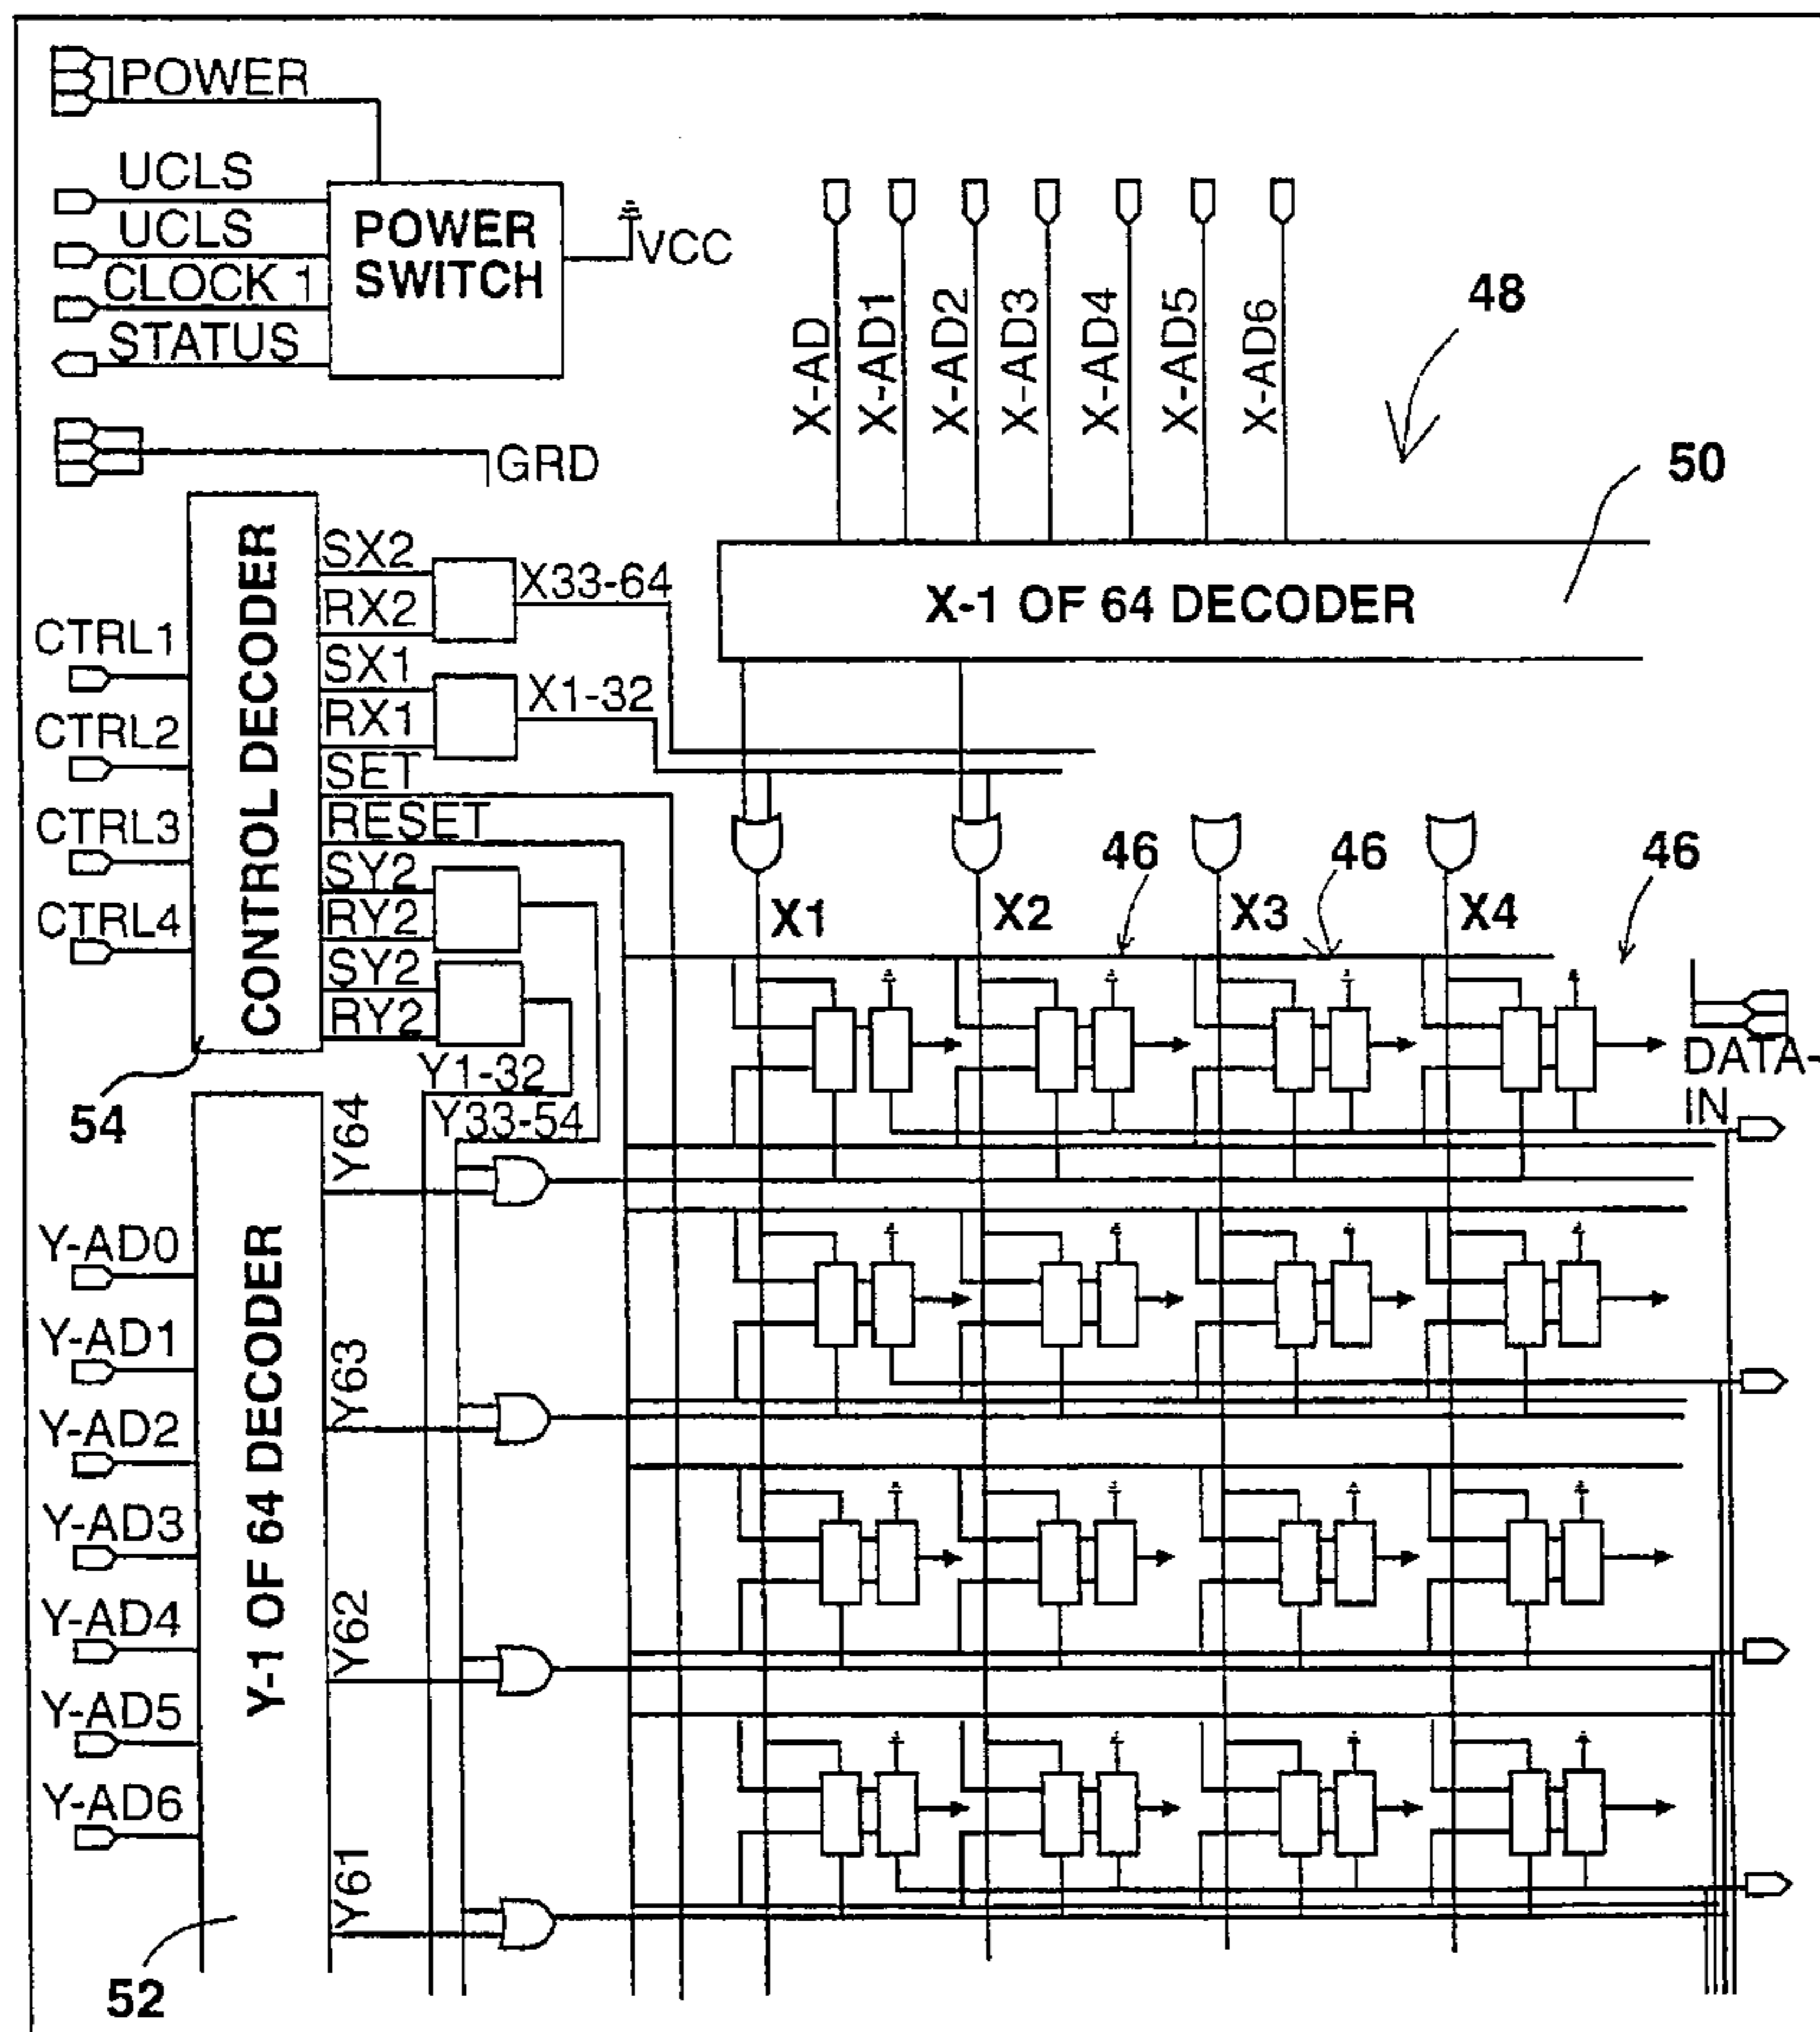 POWER
UCLS
UCLS
CLOCK 1
STATUS
POWER
SWITCH
VCC
GRD
X-AD
X-AD1
X-AD2
X-AD3
X-AD4
X-AD5
X-AD6
48
50
X-1 OF 64 DECODER
CONTROL DECODER
CTRL1
CTRL2
CTRL3
CTRL4
SX2
RX2
SX1
RX1
SET
RESET
SY2
RY2
SY2
RY2
X33-64
X1-32
Y1-32
Y33-54
54
X1
X2
X3
X4
46
46
46
DATA-
IN
Y-1 OF 64 DECODER
Y-AD0
Y-AD1
Y-AD2
Y-AD3
Y-AD4
Y-AD5
Y-AD6
Y64
Y63
Y62
Y61
52